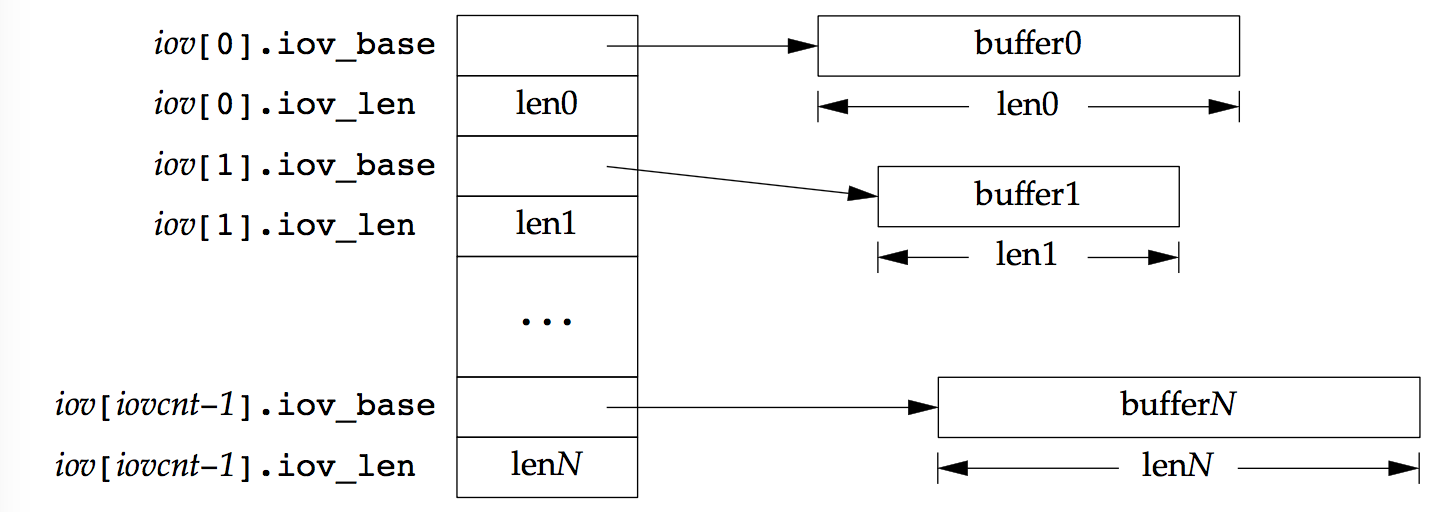 iov[0].iov_base buffer0
iov[0].iov_len len0 len0
iov[1].iov_base buffer1
iov[1].iov_len len1 len1
...
iov[iovcnt–1].iov_base bufferN
iov[iovcnt–1].iov_len lenN lenN